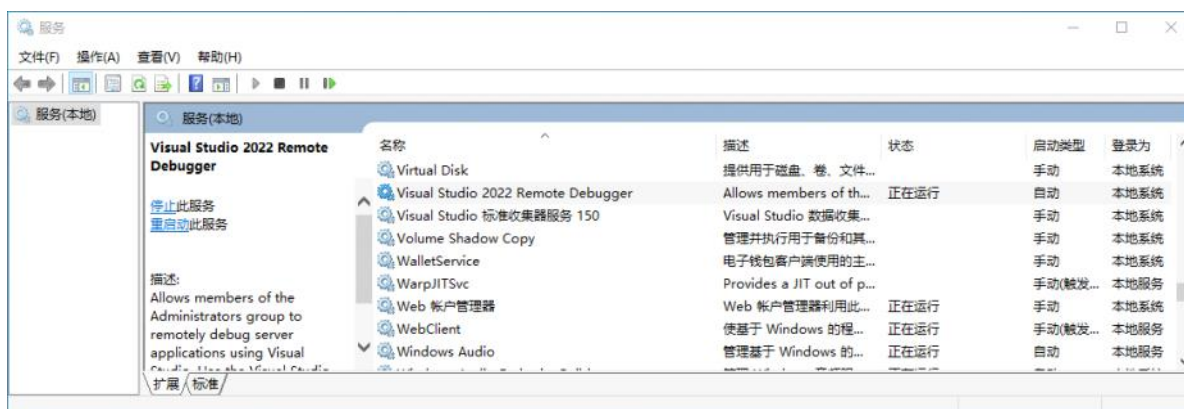 服务
文件(F) 操作(A) 查看(V) 帮助(H)
服务(本地)
服务(本地)
Visual Studio 2022 Remote
Debugger
停止此服务
重启动此服务
描述:
Allows members of the
Administrators group to
remotely debug server
applications using Visual
名称 描述 状态 启动类型 登录为
Virtual Disk 提供用于磁盘、卷、文件... 手动 本地系统
Visual Studio 2022 Remote Debugger Allows members of th... 正在运行 自动 本地系统
Visual Studio 标准收集器服务 150 Visual Studio 数据收集... 手动 本地系统
Volume Shadow Copy 管理并执行用于备份和其... 手动 本地系统
WalletService 电子钱包客户端使用的主... 手动 本地系统
WarpJITSvc Provides a JIT out of p... 手动(触发... 本地服务
Web 帐户管理器 Web 帐户管理器利用此... 正在运行 手动 本地系统
WebClient 使基于 Windows 的程... 正在运行 手动(触发... 本地服务
Windows Audio 管理基于 Windows 的... 正在运行 自动 本地服务
扩展 标准